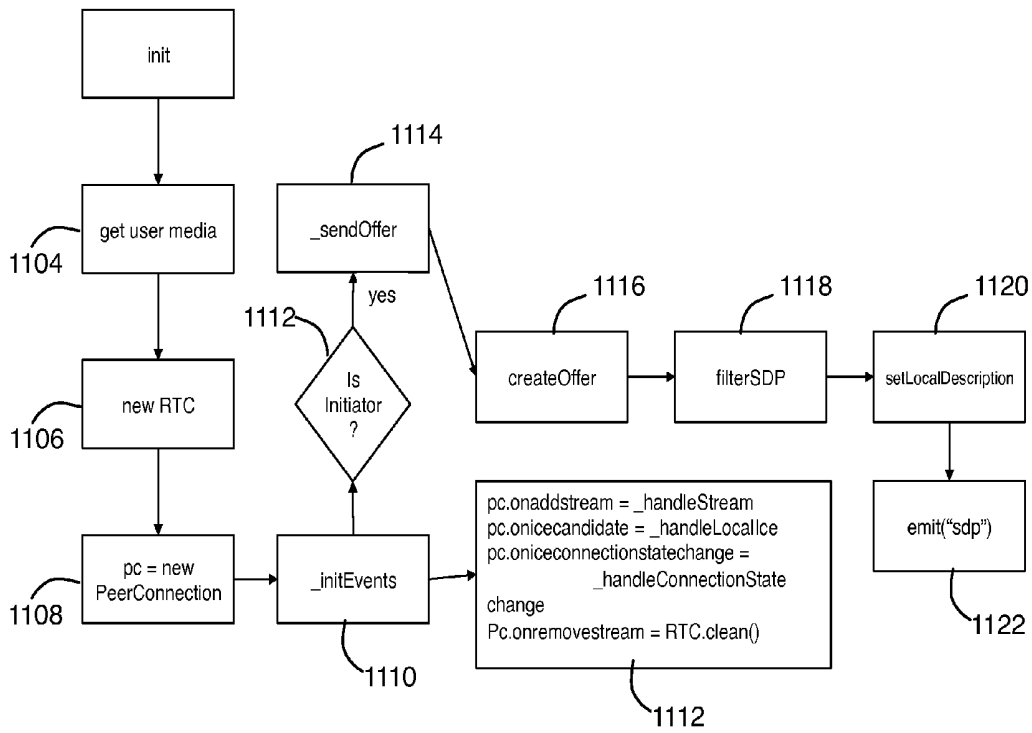 init
1114
_sendOffer
get user media
1104
yes
1112
1116
1118
1120
Is
Initiator
?
createOffer
filterSDP
setLocalDescription
new RTC
1106
pc.onaddstream = _handleStream
pc.onicecandidate = _handleLocalIce
pc.oniceconnectionstatechange =
_handleConnectionState
change
Pc.onremovestream = RTC.clean()
emit("sdp")
pc = new
PeerConnection
_initEvents
1108
1122
1110
1112